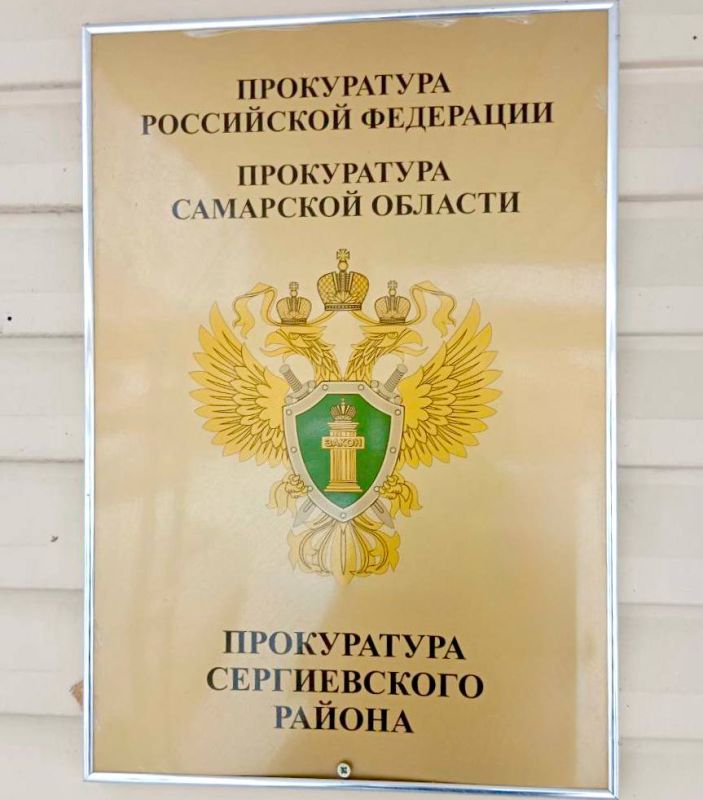 ПРОКУРАТУРА
РОССИЙСКОЙ ФЕДЕРАЦИИ
ПРОКУРАТУРА
САМАРСКОЙ ОБЛАСТИ
ЗАКОН
ПРОКУРАТУРА
СЕРГИЕВСКОГО
РАЙОНА